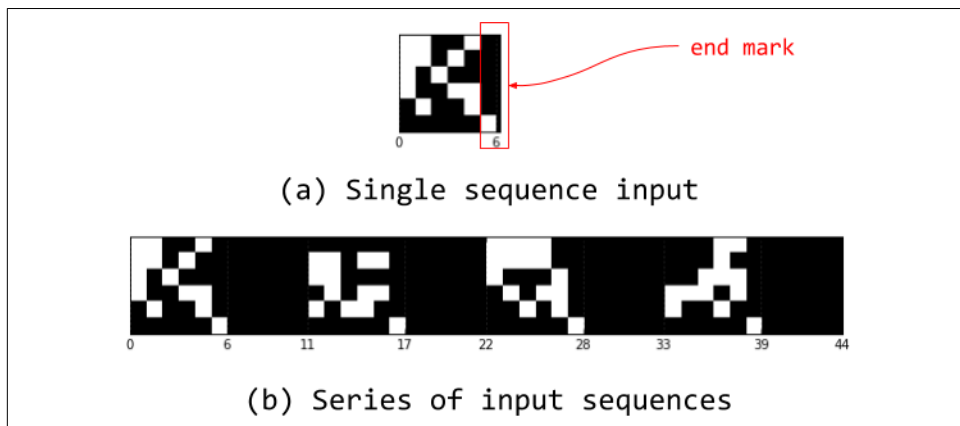 end mark
0 6
(a) Single sequence input
0 6 11 17 22 28 33 39 44
(b) Series of input sequences